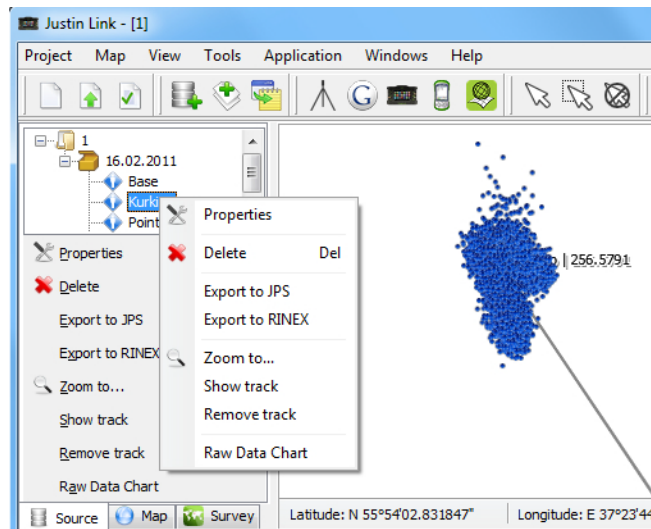 Justin Link - [1]
Project Map View Tools Application Windows Help
1
16.02.2011
Base
Point
Properties
Delete Del
Export to JPS
Export to RINEX
Zoom to...
Show track
Remove track
Raw Data Chart
Properties
Delete
Export to JPS
Export to RINEX
Zoom to...
Show track
Remove track
Raw Data Chart
| 256.5791
Source Map Survey
Latitude: N 55°54'02.831847" Longitude: E 37°23'44